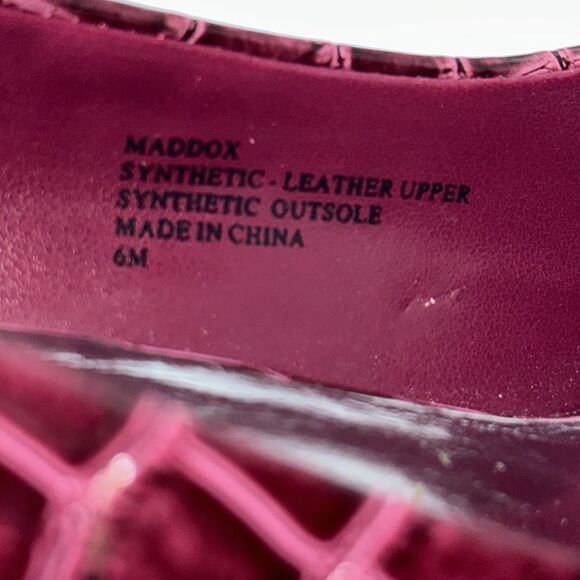 MADDOX
SYNTHETIC - LEATHER UPPER
SYNTHETIC OUTSOLE
MADE IN CHINA
6M